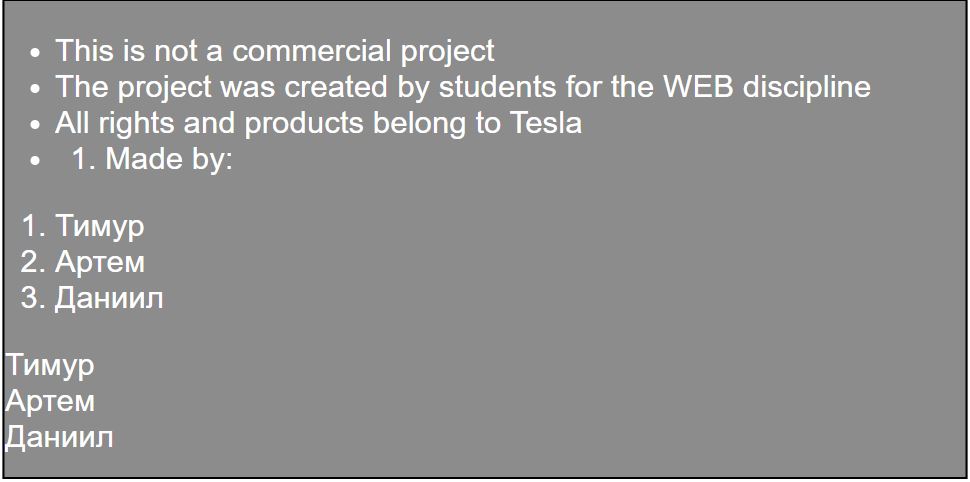 • This is not a commercial project
• The project was created by students for the WEB discipline
• All rights and products belong to Tesla
• 1. Made by:
1. Тимур
2. Артем
3. Даниил
Тимур
Артем
Даниил